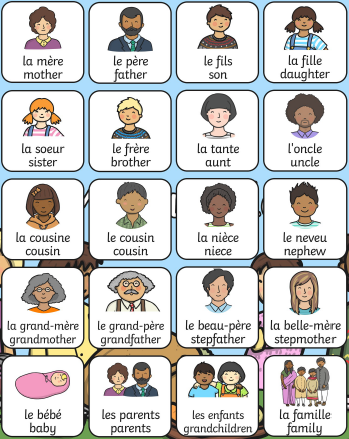 la mère
mother
le père
father
le fils
son
la fille
daughter
la soeur
sister
le frère
brother
la tante
aunt
l'oncle
uncle
la cousine
cousin
le cousin
cousin
la nièce
niece
le neveu
nephew
la grand-mère
grandmother
le grand-père
grandfather
le beau-père
stepfather
la belle-mère
stepmother
le bébé
baby
les parents
parents
les enfants
grandchildren
la famille
family